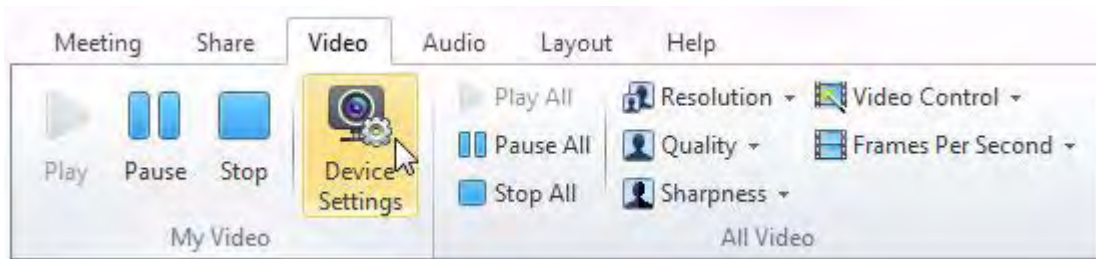 Meeting Share Video Audio Layout Help
Play
Pause
Stop
Device
Settings
My Video
Play All
Pause All
Stop All
Resolution
Quality
Sharpness
Video Control
Frames Per Second
All Video